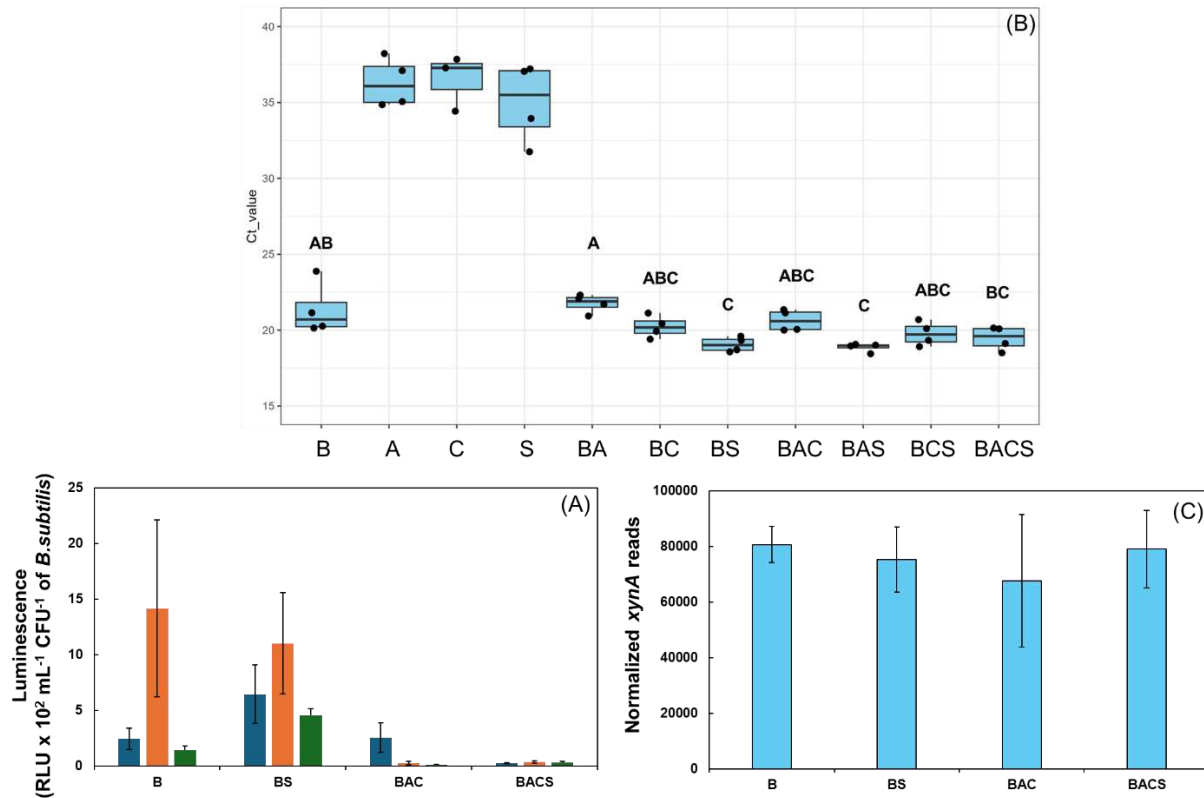 (B)
40
35
30
25
20
15
Ct_value
AB
A
ABC
C
ABC
C
ABC
BC
B A C S BA BC BS BAC BAS BCS BACS
(A)
25
20
15
10
5
0
Luminescence
(RLU x 10² mL⁻¹ CFU⁻¹ of B.subtilis)
B BS BAC BACS
(C)
100000
80000
60000
40000
20000
0
Normalized xynA reads
B BS BAC BACS